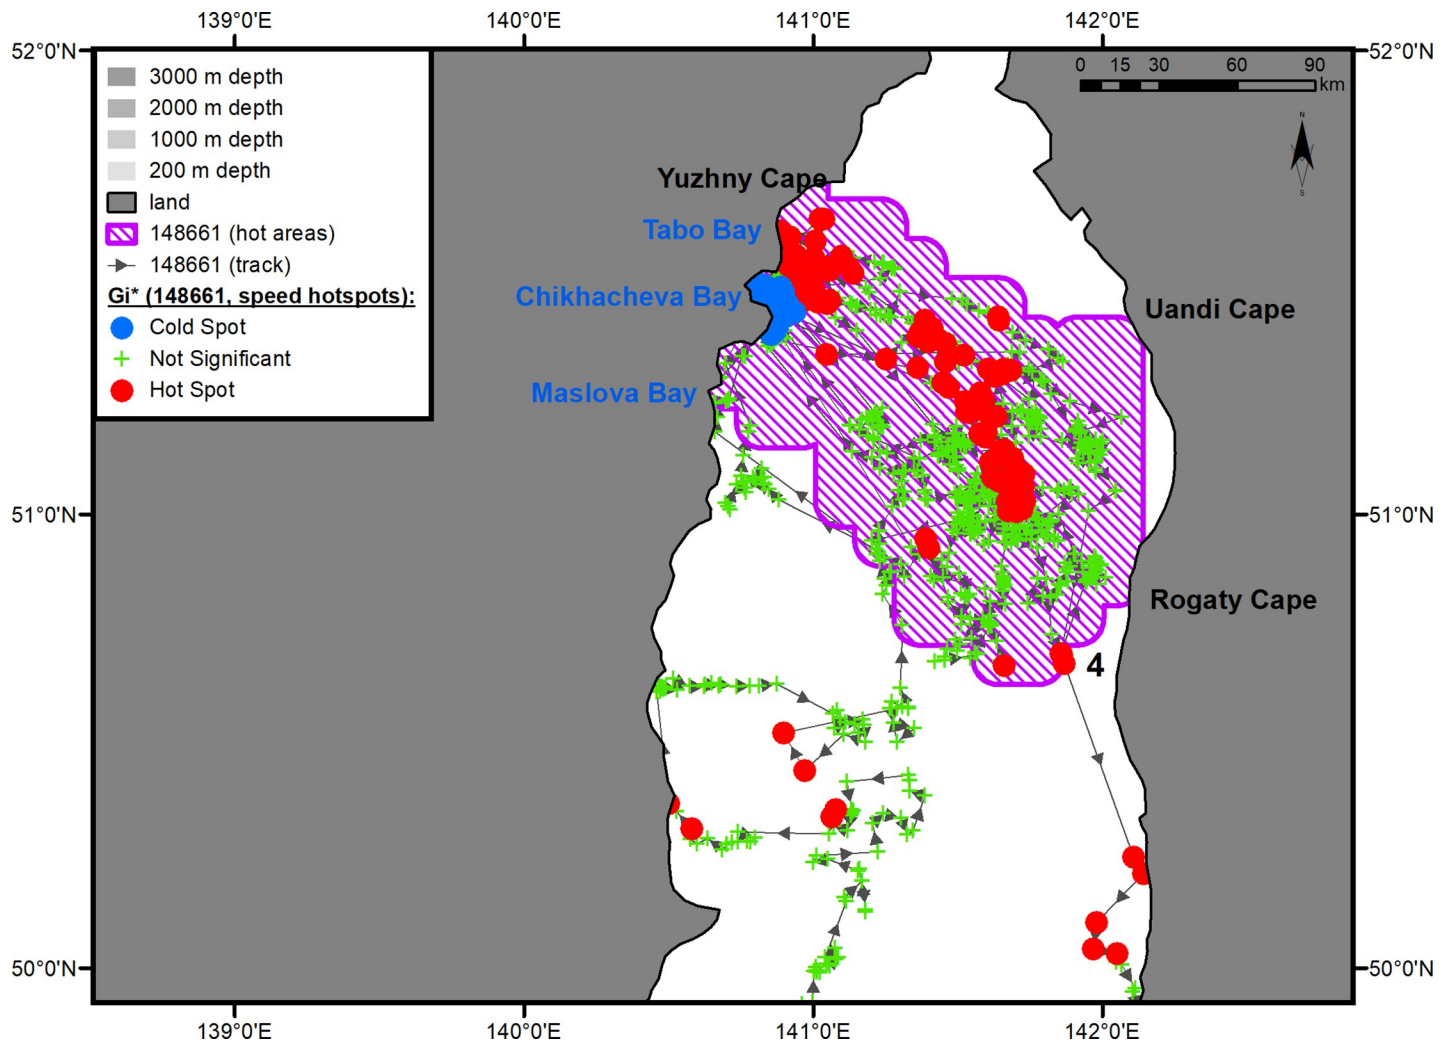 139°0'E 140°0'E 141°0'E 142°0'E
52°0'N 52°0'N
3000 m depth
2000 m depth
1000 m depth
200 m depth
land
148661 (hot areas)
148661 (track)
Gi* (148661, speed hotspots):
Cold Spot
Not Significant
Hot Spot
0 15 30 60 90
km
N
S
Yuzhny Cape
Tabo Bay
Chikhacheva Bay
Uandi Cape
Maslova Bay
51°0'N 51°0'N
Rogaty Cape
4
50°0'N 50°0'N
139°0'E 140°0'E 141°0'E 142°0'E